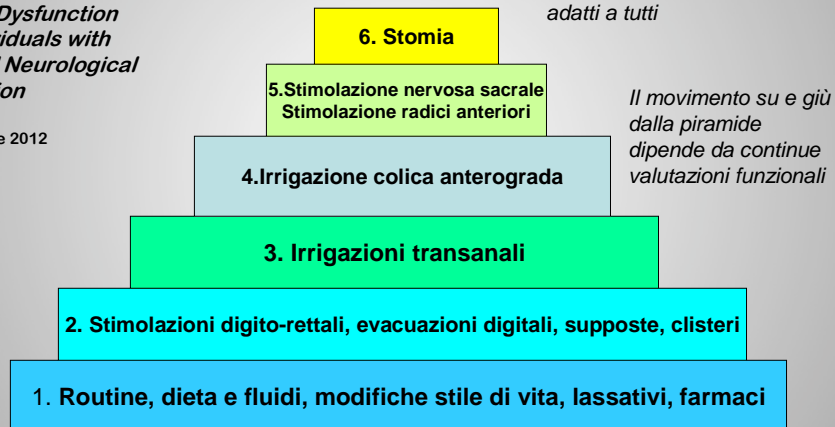 Dysfunction
viduals with
Neurological
ion
e 2012
adatti a tutti
6. Stomia
5.Stimolazione nervosa sacrale
Stimolazione radici anteriori
Il movimento su e giù
dalla piramide
dipende da continue
valutazioni funzionali
4.Irrigazione colica anterograda
3. Irrigazioni transanali
2. Stimolazioni digito-rettali, evacuazioni digitali, supposte, clisteri
1. Routine, dieta e fluidi, modifiche stile di vita, lassativi, farmaci